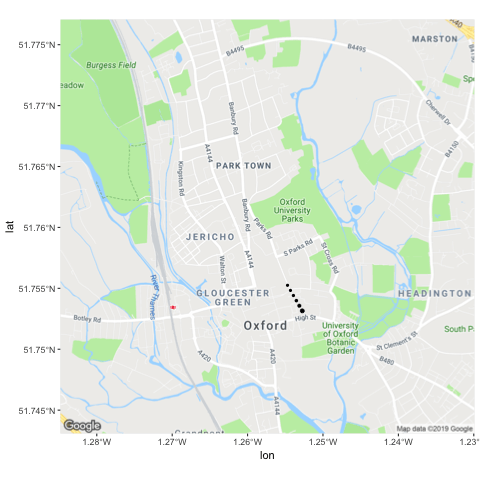 51.775°N
51.77°N
51.765°N
51.76°N
51.755°N
51.75°N
51.745°N
lat
B4495
B4495
MARSTON
A40
Burgess Field
eadow
Banbury Rd
Cherwell Dr
B4150
A4144
Kingston Rd
PARK TOWN
Banbury Rd
Oxford
University
Parks
Parks Rd
JERICHO
S Parks Rd
St Cross Rd
Walton St
A4144
River Thames
GLOUCESTER
GREEN
HEADINGTON
Botley Rd
High St
Oxford
University
of Oxford
Botanic
Garden
South P
St Clement's St
B480
A420
A420
A4144
Google
Grandpont
Map data ©2019 Google
1.28°W
1.27°W
1.26°W
1.25°W
1.24°W
1.23°
lon